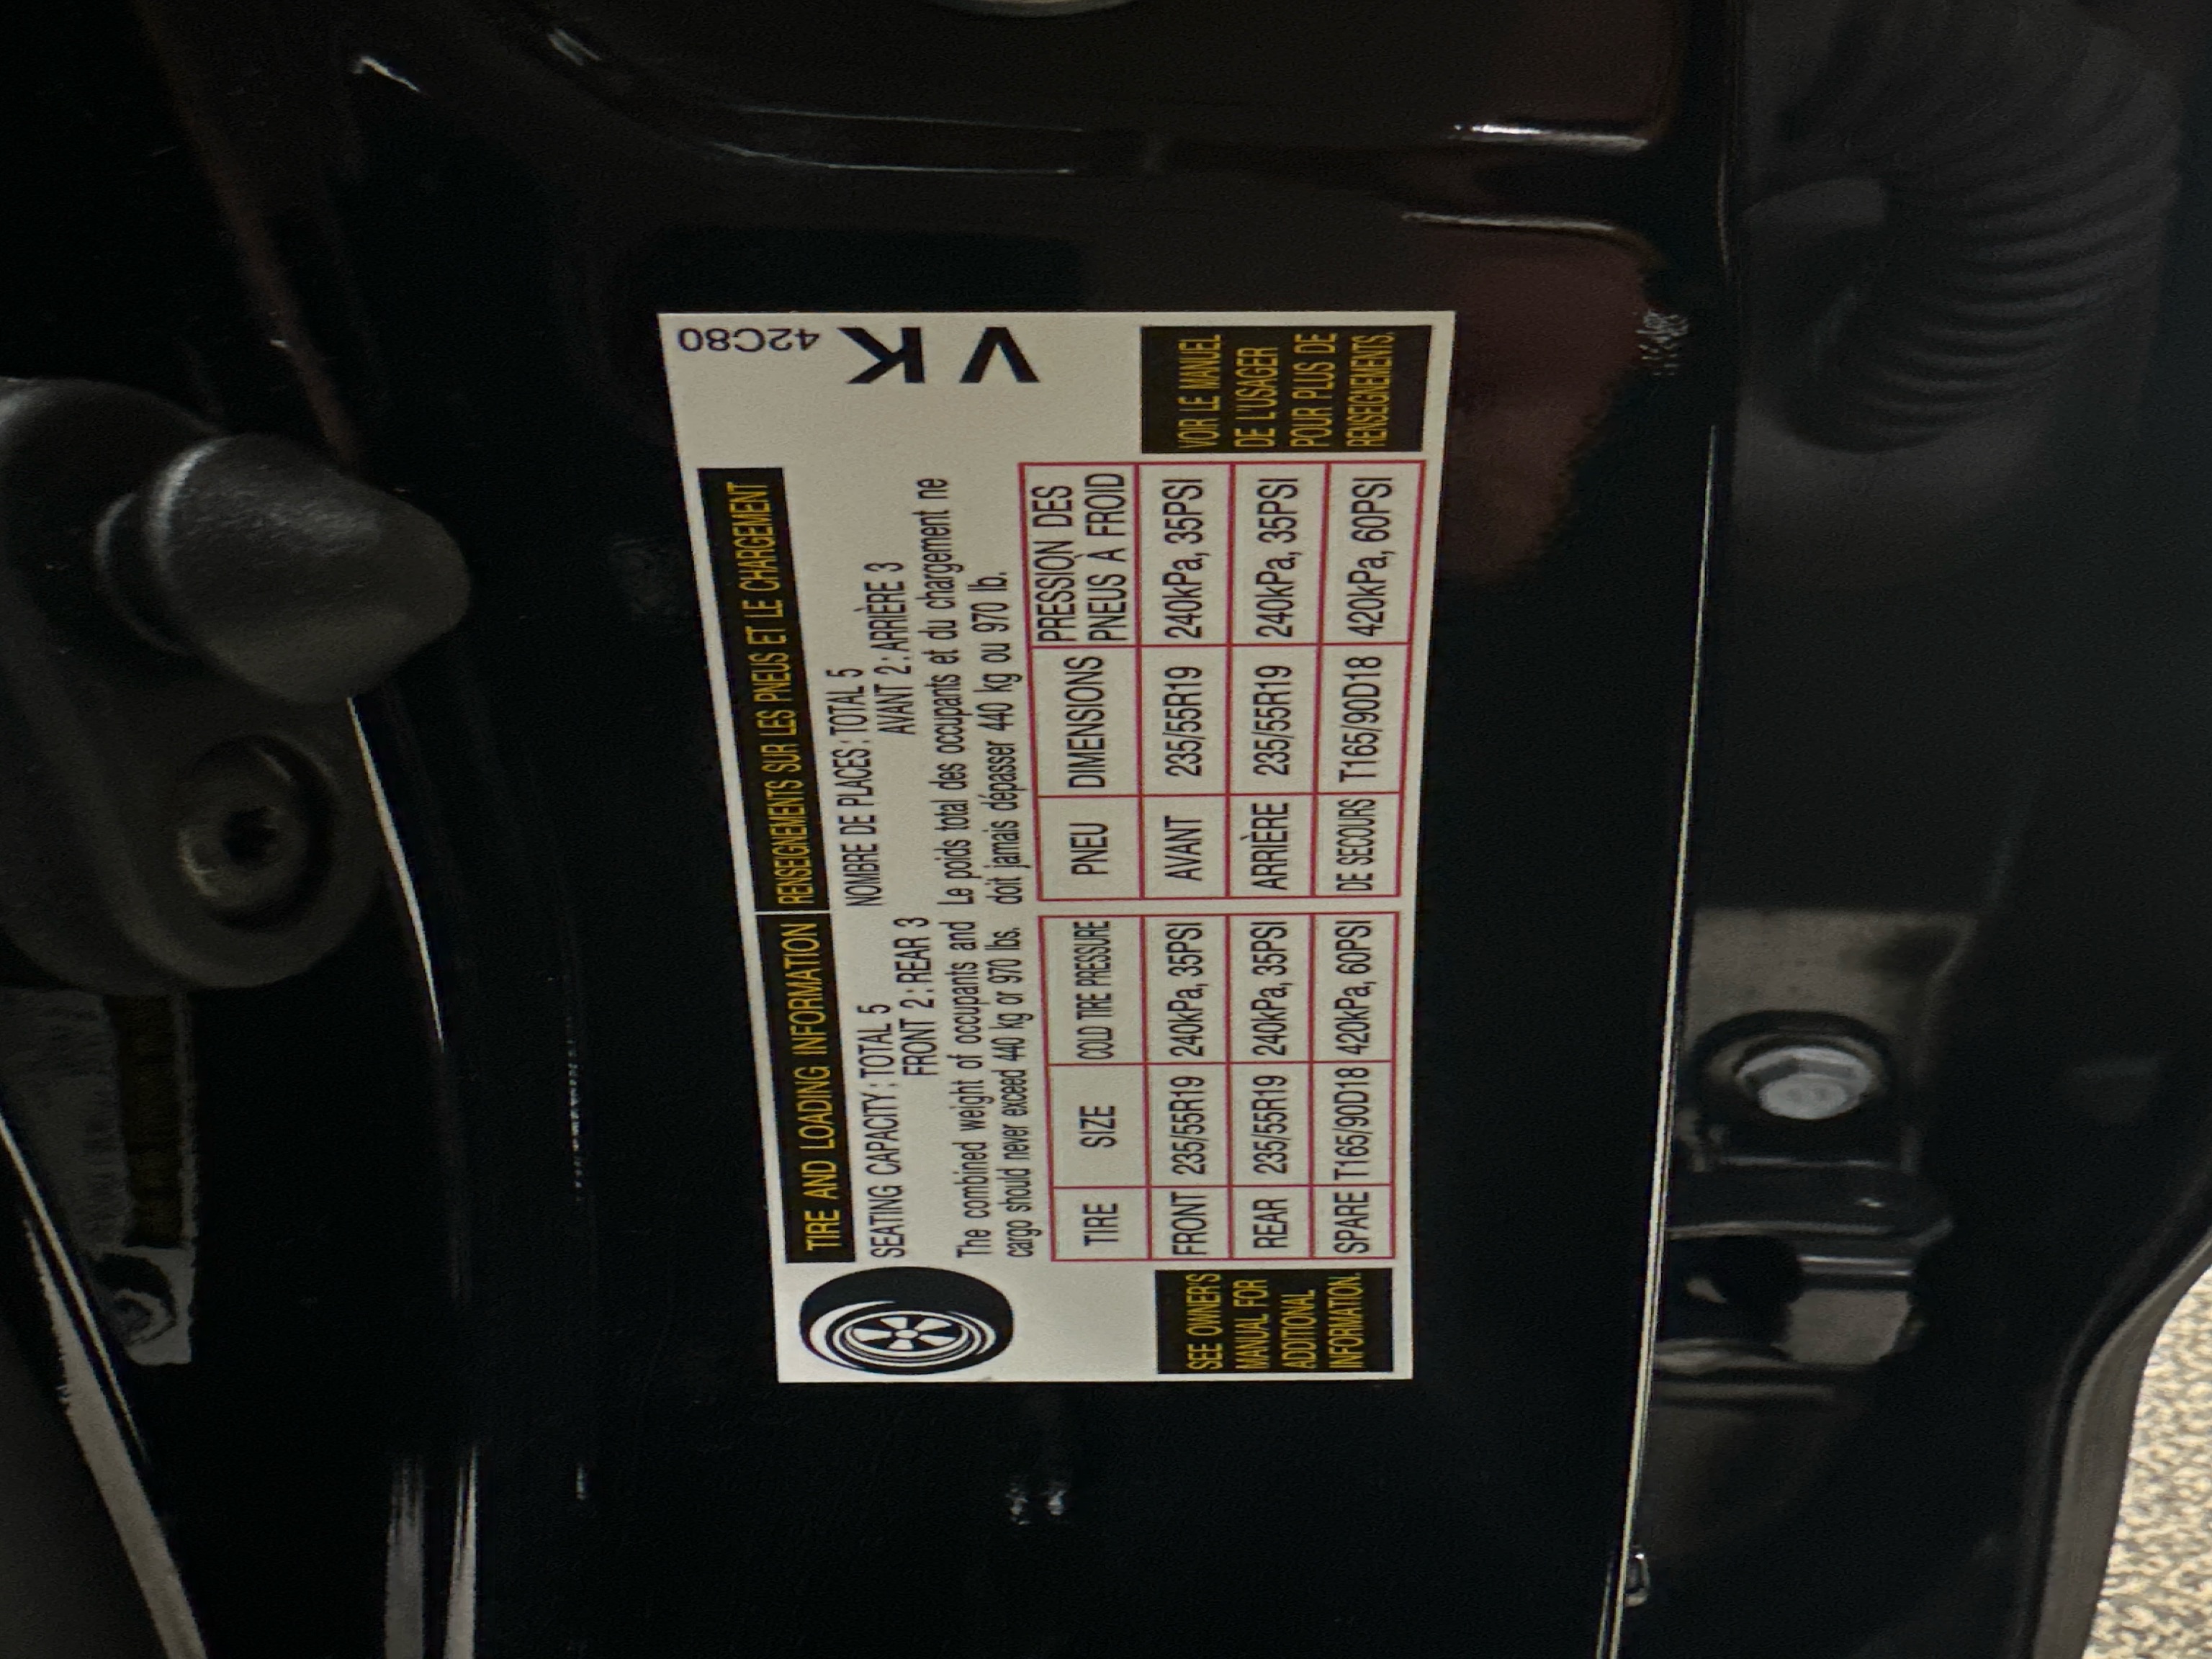 TIRE AND LOADING INFORMATION
RENSEIGNEMENTS SUR LES PNEUS ET LE CHARGEMENT
42C80
VK
SEATING CAPACITY : TOTAL 5
FRONT 2 : REAR 3
The combined weight of occupants and
cargo should never exceed 440 kg or 970 lbs.
NOMBRE DE PLACES : TOTAL 5
AVANT 2 : ARRIÈRE 3
Le poids total des occupants et du chargement ne
doit jamais dépasser 440 kg ou 970 lb.
SEE OWNER'S
MANUAL FOR
ADDITIONAL
INFORMATION.
TIRE SIZE COLD TIRE PRESSURE
FRONT 235/55R19 240kPa, 35PSI
REAR 235/55R19 240kPa, 35PSI
SPARE T165/90D18 420kPa, 60PSI
PNEU DIMENSIONS PRESSION DES
PNEUS À FROID
AVANT 235/55R19 240kPa, 35PSI
ARRIÈRE 235/55R19 240kPa, 35PSI
DE SECOURS T165/90D18 420kPa, 60PSI
VOIR LE MANUEL
DE L'USAGER
POUR PLUS DE
RENSEIGNEMENTS.